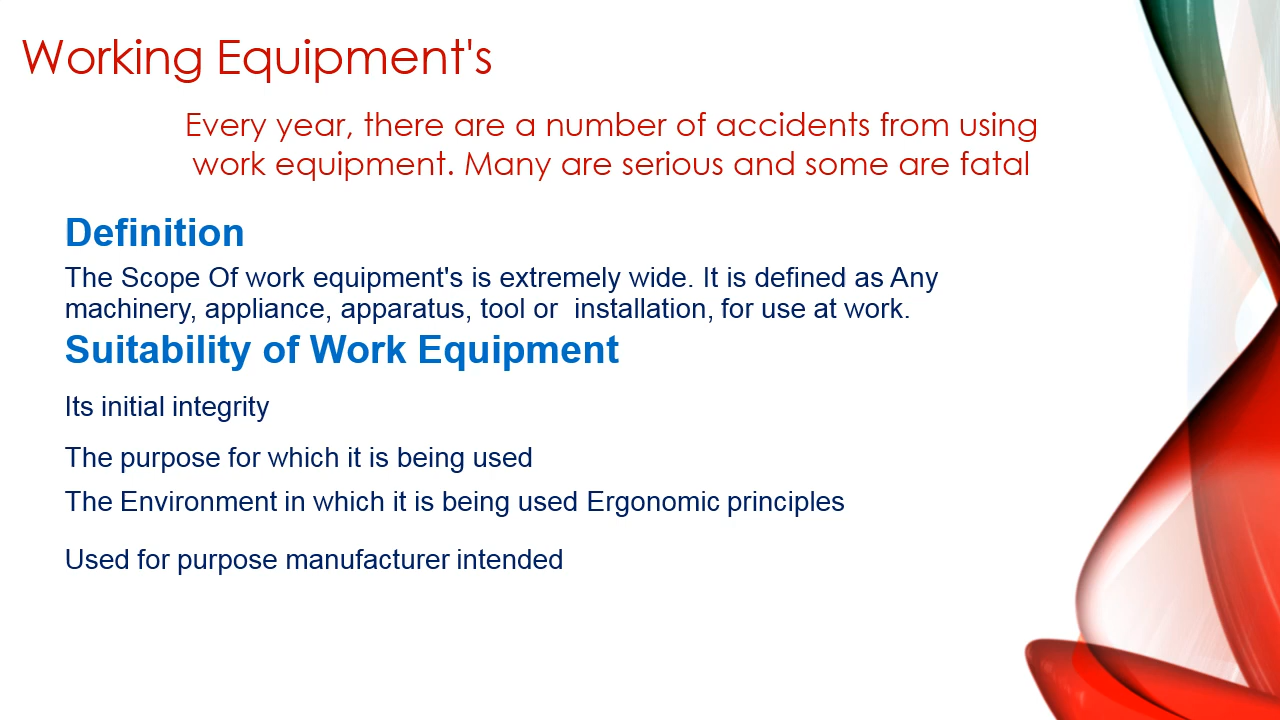 Working Equipment's
Every year, there are a number of accidents from using
work equipment. Many are serious and some are fatal
Definition
The Scope Of work equipment's is extremely wide. It is defined as Any
machinery, appliance, apparatus, tool or  installation, for use at work.
Suitability of Work Equipment
Its initial integrity
The purpose for which it is being used
The Environment in which it is being used Ergonomic principles
Used for purpose manufacturer intended